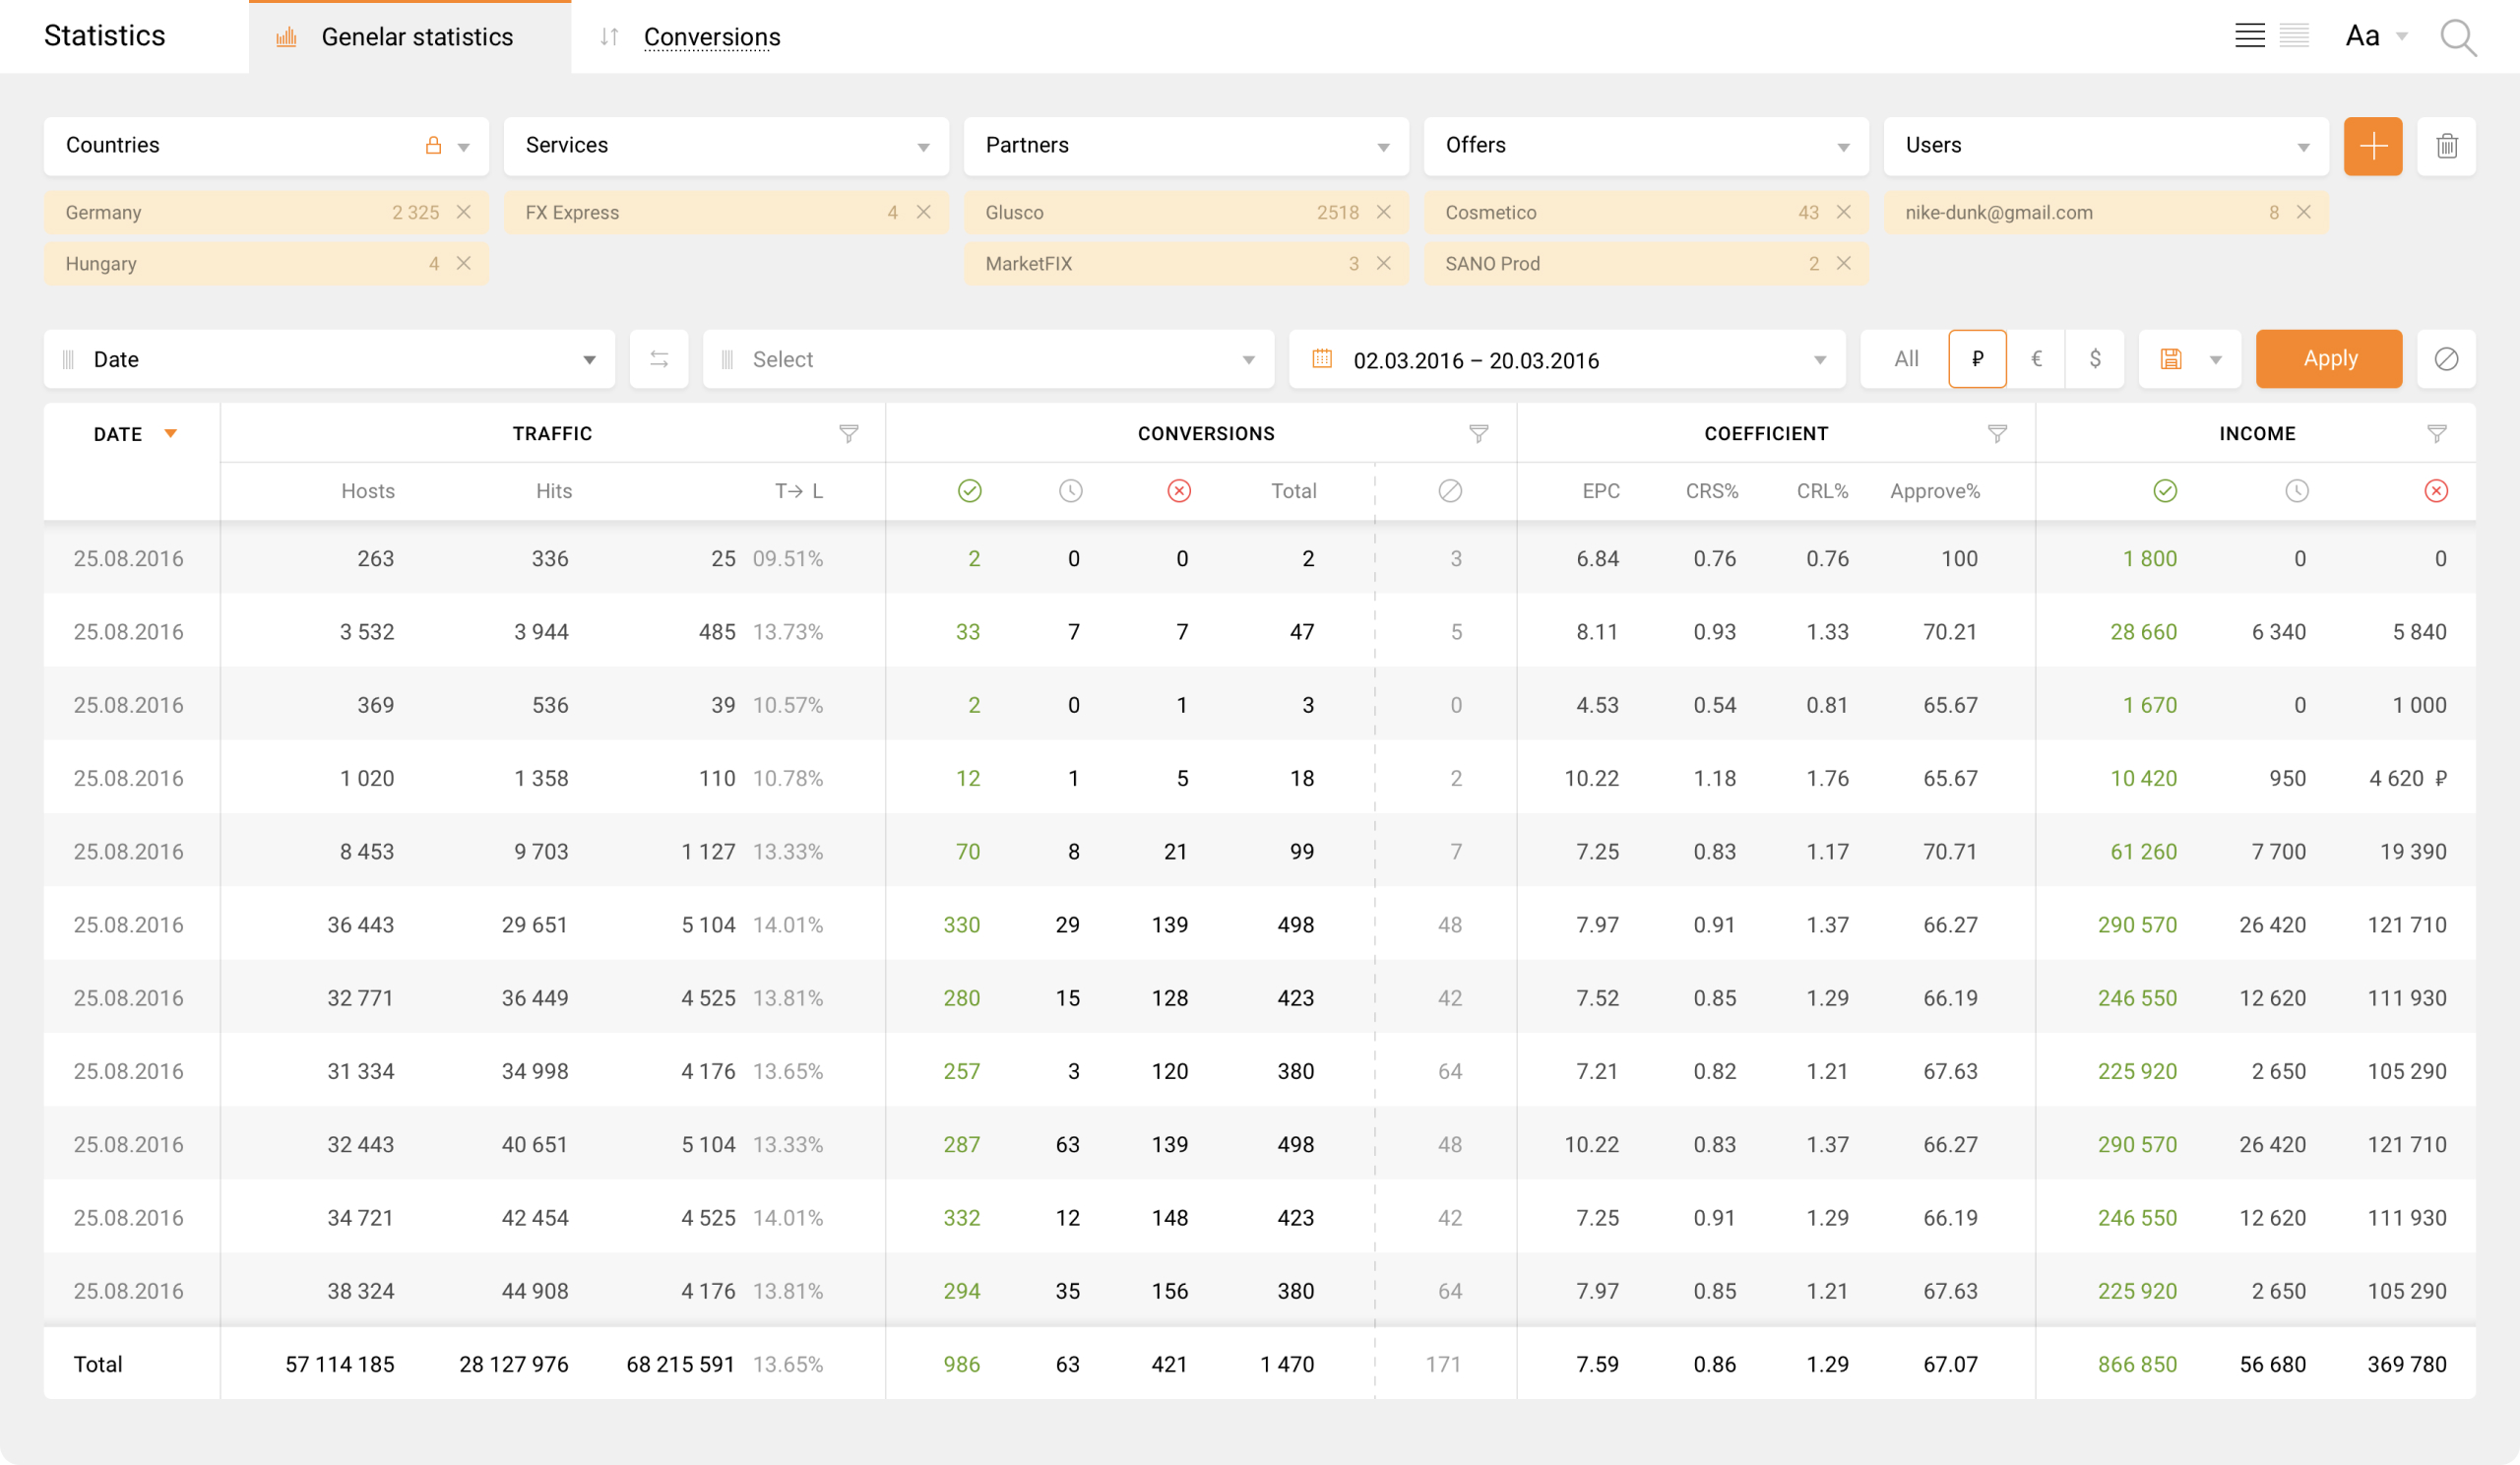 Statistics Genelar statistics Conversions Aa
Countries Services Partners Offers Users
Germany 2 325 FX Express 4 Glusco 2518 Cosmetico 43 nike-dunk@gmail.com 8
Hungary 4 MarketFIX 3 SANO Prod 2
Date Select 02.03.2016 – 20.03.2016 All ₽ € $ Apply
DATE TRAFFIC CONVERSIONS COEFFICIENT INCOME
Hosts Hits T→ L Total EPC CRS% CRL% Approve%
25.08.2016 263 336 25 09.51% 2 0 0 2 3 6.84 0.76 0.76 100 1 800 0 0
25.08.2016 3 532 3 944 485 13.73% 33 7 7 47 5 8.11 0.93 1.33 70.21 28 660 6 340 5 840
25.08.2016 369 536 39 10.57% 2 0 1 3 0 4.53 0.54 0.81 65.67 1 670 0 1 000
25.08.2016 1 020 1 358 110 10.78% 12 1 5 18 2 10.22 1.18 1.76 65.67 10 420 950 4 620 ₽
25.08.2016 8 453 9 703 1 127 13.33% 70 8 21 99 7 7.25 0.83 1.17 70.71 61 260 7 700 19 390
25.08.2016 36 443 29 651 5 104 14.01% 330 29 139 498 48 7.97 0.91 1.37 66.27 290 570 26 420 121 710
25.08.2016 32 771 36 449 4 525 13.81% 280 15 128 423 42 7.52 0.85 1.29 66.19 246 550 12 620 111 930
25.08.2016 31 334 34 998 4 176 13.65% 257 3 120 380 64 7.21 0.82 1.21 67.63 225 920 2 650 105 290
25.08.2016 32 443 40 651 5 104 13.33% 287 63 139 498 48 10.22 0.83 1.37 66.27 290 570 26 420 121 710
25.08.2016 34 721 42 454 4 525 14.01% 332 12 148 423 42 7.25 0.91 1.29 66.19 246 550 12 620 111 930
25.08.2016 38 324 44 908 4 176 13.81% 294 35 156 380 64 7.97 0.85 1.21 67.63 225 920 2 650 105 290
Total 57 114 185 28 127 976 68 215 591 13.65% 986 63 421 1 470 171 7.59 0.86 1.29 67.07 866 850 56 680 369 780